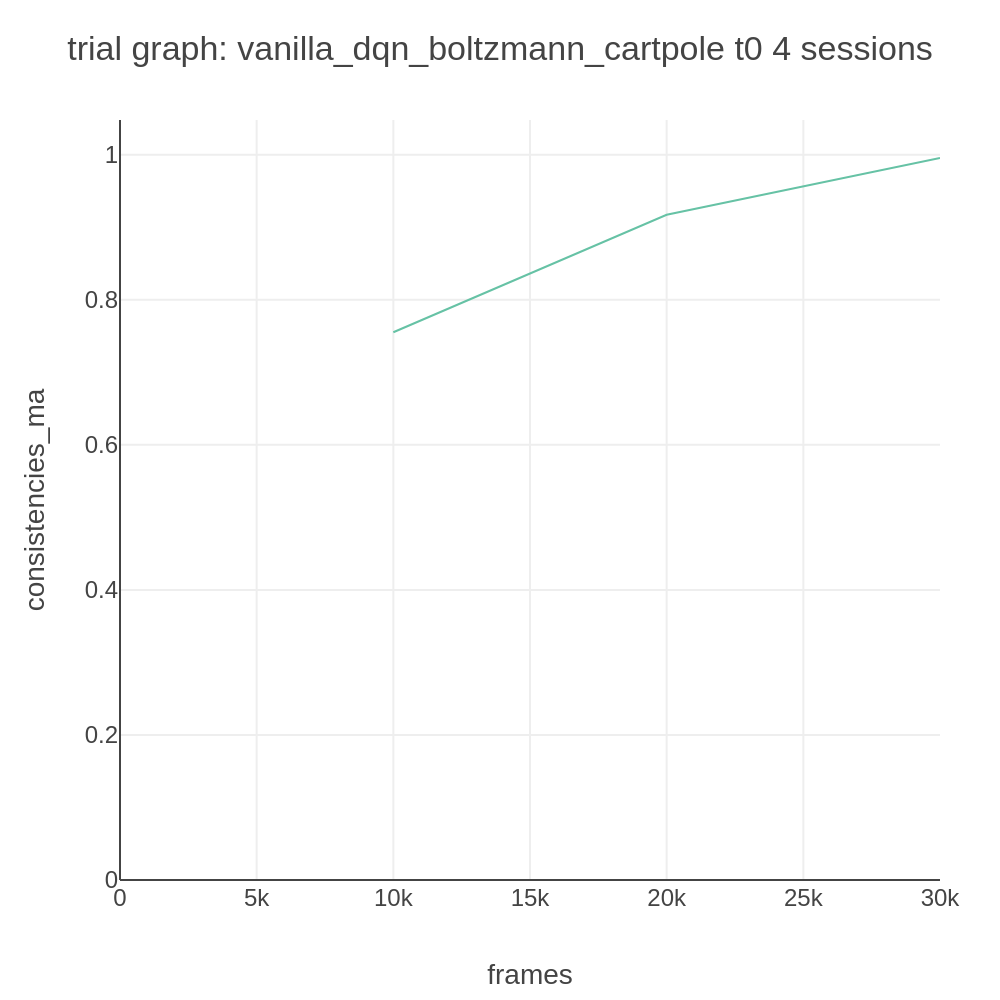 trial graph: vanilla_dqn_boltzmann_cartpole t0 4 sessions
consistencies_ma
1
0.8
0.6
0.4
0.2
0
0 5k 10k 15k 20k 25k 30k
frames